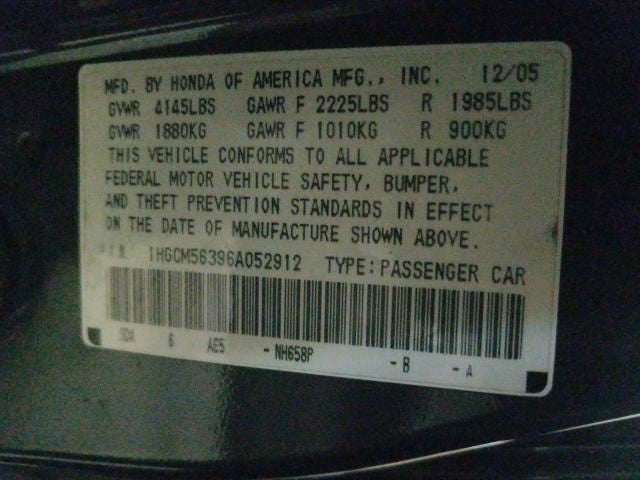 MFD. BY HONDA OF AMERICA MFG., INC. 12/05
GVWR 4145LBS GAWR F 2225LBS R 1985LBS
GVWR 1880KG GAWR F 1010KG R 900KG
THIS VEHICLE CONFORMS TO ALL APPLICABLE
FEDERAL MOTOR VEHICLE SAFETY, BUMPER,
AND THEFT PREVENTION STANDARDS IN EFFECT
ON THE DATE OF MANUFACTURE SHOWN ABOVE.
V.I.N. 1HGCM56396A052912 TYPE: PASSENGER CAR
SDA 6 AE5 -NH658P -B -A